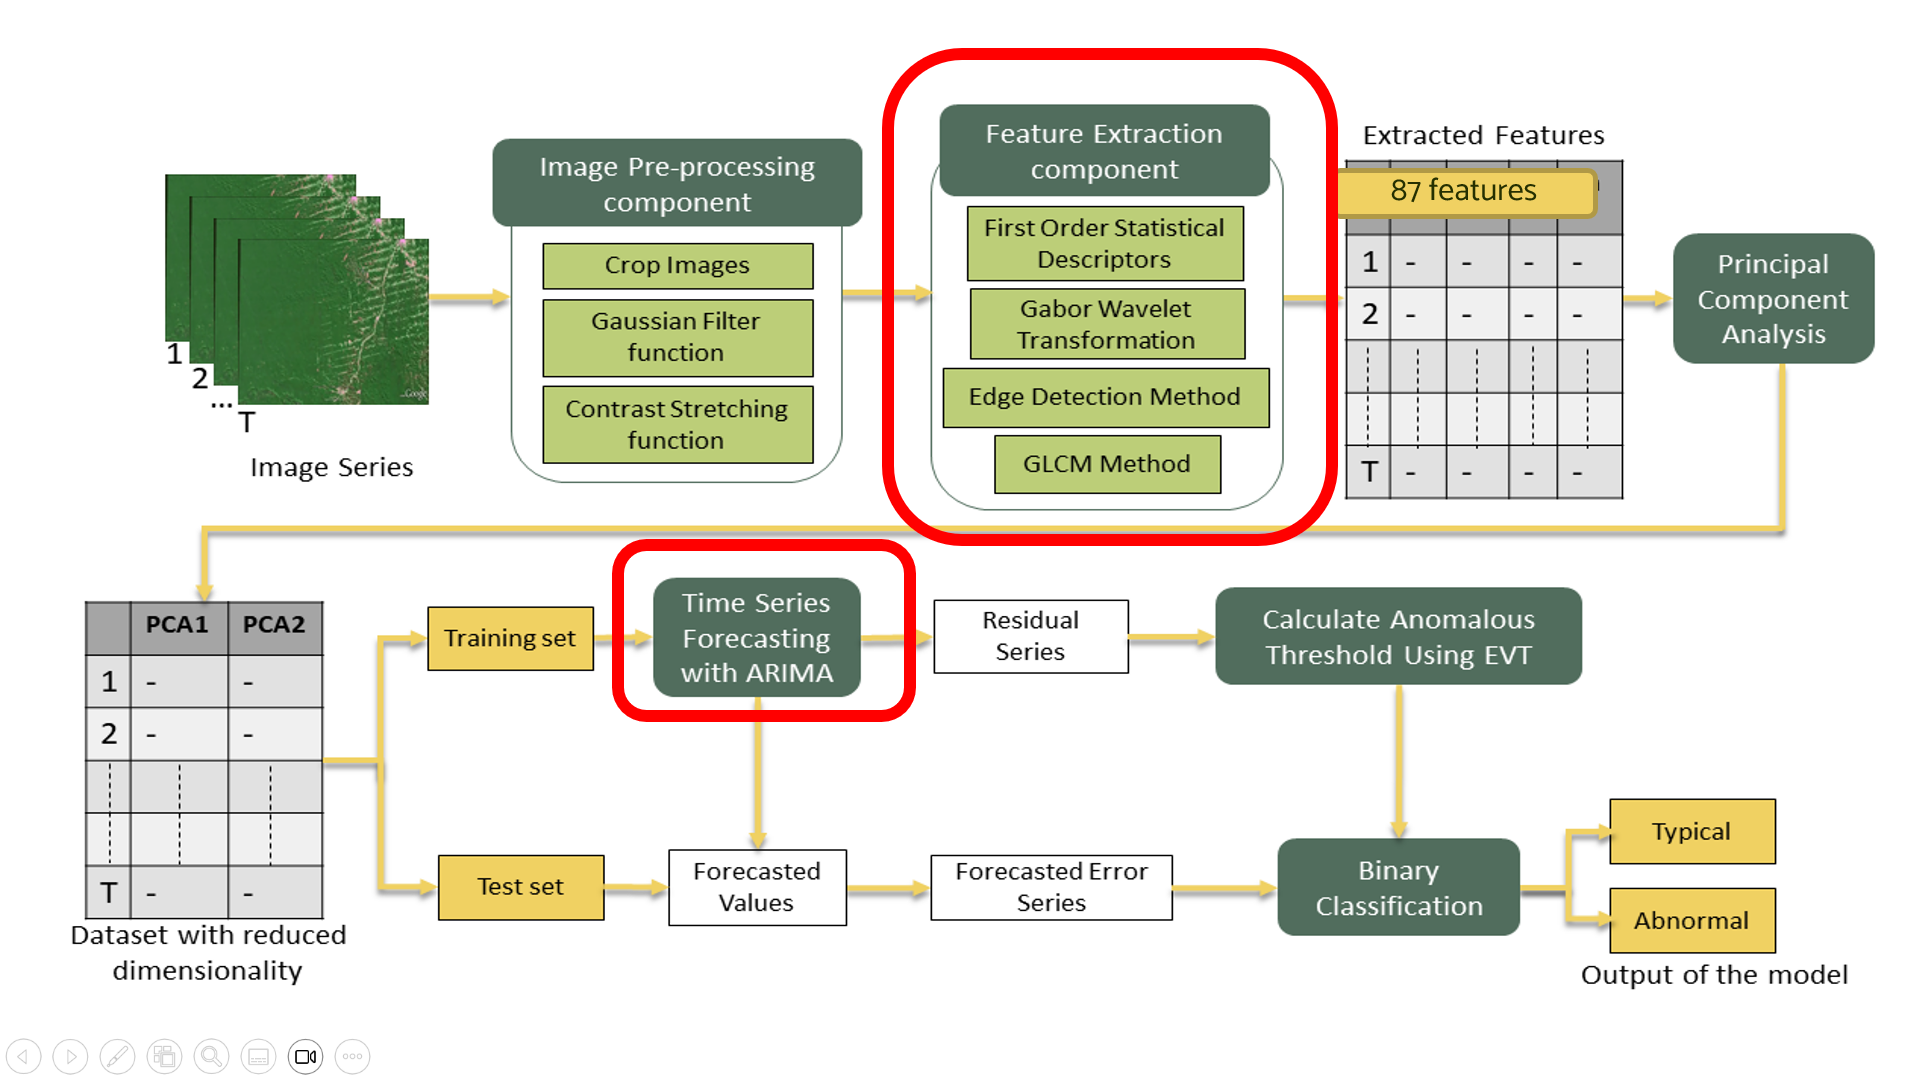 Image Pre-processing
component
Crop Images
Gaussian Filter
function
Contrast Stretching
function
1
2
...
T
Image Series
...Google
Feature Extraction
component
First Order Statistical
Descriptors
Gabor Wavelet
Transformation
Edge Detection Method
GLCM Method
Extracted Features
87 features
1 - - - -
2 - - - -
T - - - -
Principal
Component
Analysis
PCA1 PCA2
1 - -
2 - -
T - -
Dataset with reduced
dimensionality
Training set
Time Series
Forecasting
with ARIMA
Residual
Series
Calculate Anomalous
Threshold Using EVT
Test set
Forecasted
Values
Forecasted Error
Series
Binary
Classification
Typical
Abnormal
Output of the model